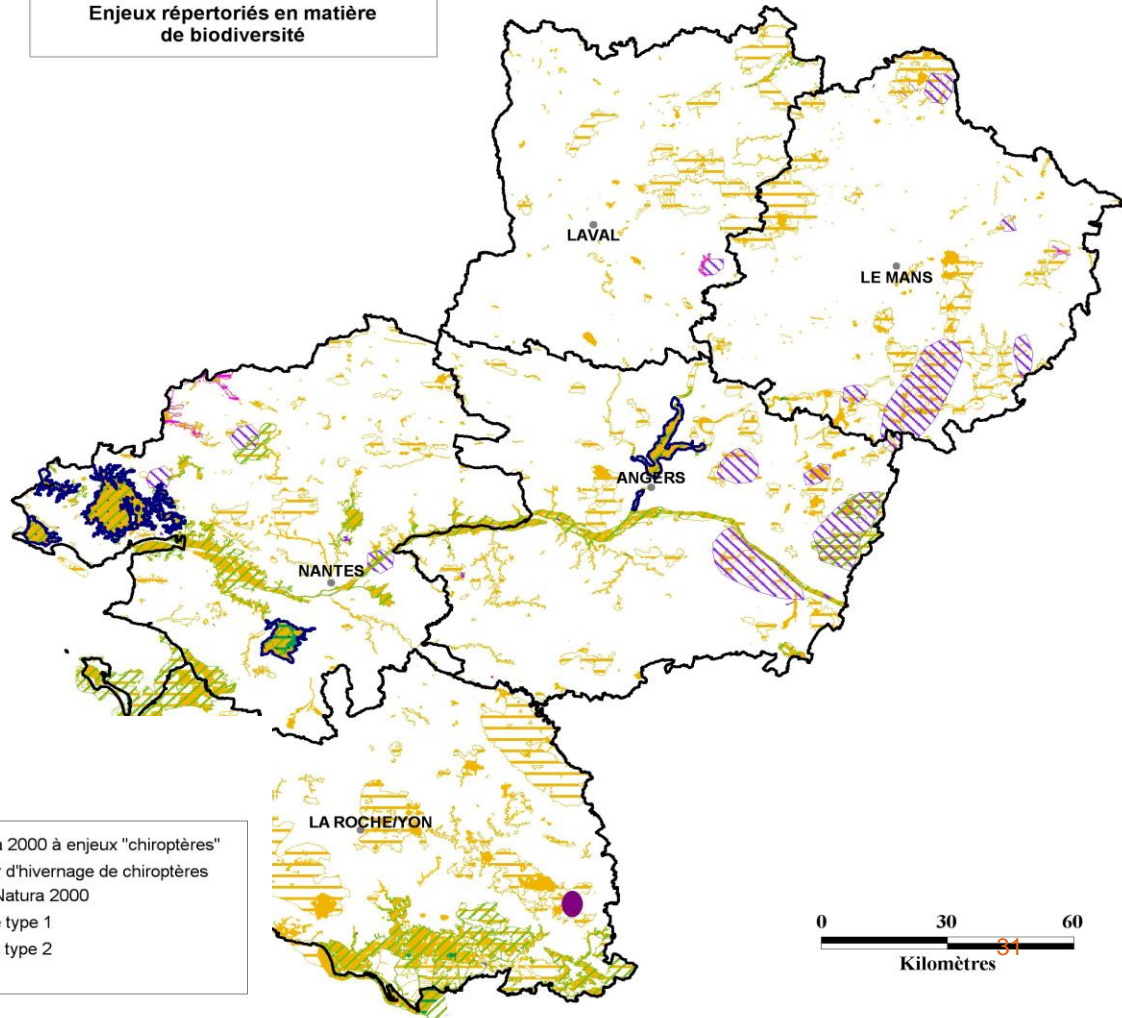 Enjeux répertoriés en matière
de biodiversité
LAVAL
LE MANS
ANGERS
NANTES
LA ROCHE/YON
2000 à enjeux "chiroptères"
d'hivernage de chiroptères
Natura 2000
type 1
type 2
0 30 60
Kilomètres
31